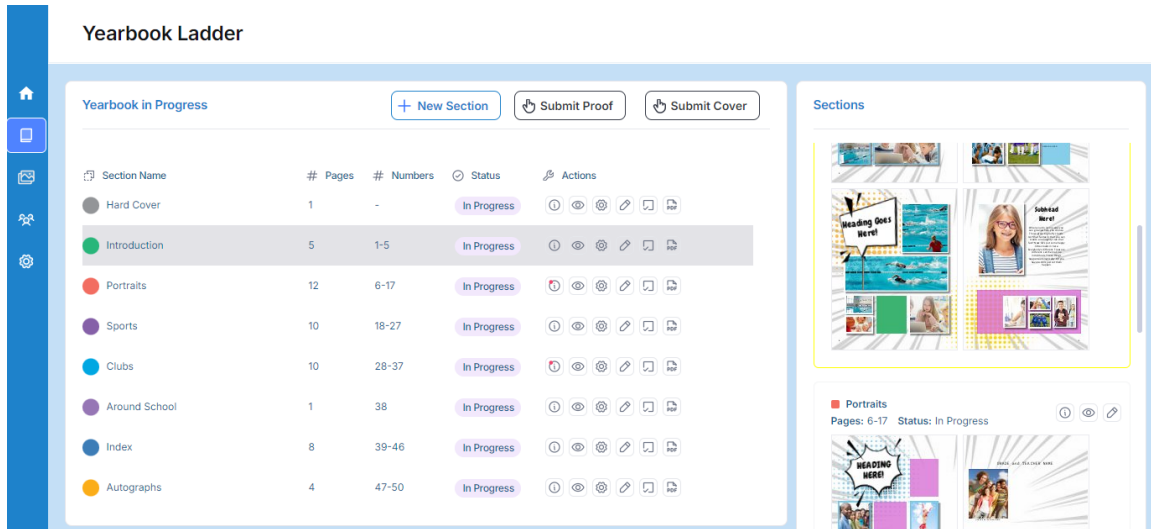 Yearbook Ladder
Yearbook in Progress
New Section
Submit Proof
Submit Cover
Section Name # Pages # Numbers Status Actions
Hard Cover 1 - In Progress
Introduction 5 1-5 In Progress
Portraits 12 6-17 In Progress
Sports 10 18-27 In Progress
Clubs 10 28-37 In Progress
Around School 1 38 In Progress
Index 8 39-46 In Progress
Autographs 4 47-50 In Progress
Sections
Heading Goes
Here!
Subhead
Here!
Portraits
Pages: 6-17 Status: In Progress
HEADING
HERE!